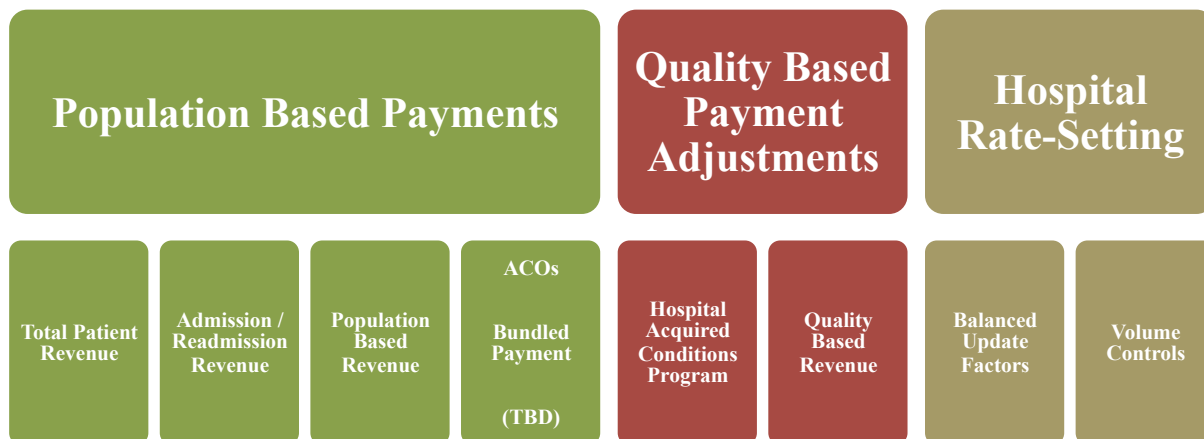 Population Based Payments
Quality Based
Payment
Adjustments
Hospital
Rate-Setting
Total Patient
Revenue
Admission /
Readmission
Revenue
Population
Based
Revenue
ACOs
Bundled
Payment
(TBD)
Hospital
Acquired
Conditions
Program
Quality
Based
Revenue
Balanced
Update
Factors
Volume
Controls